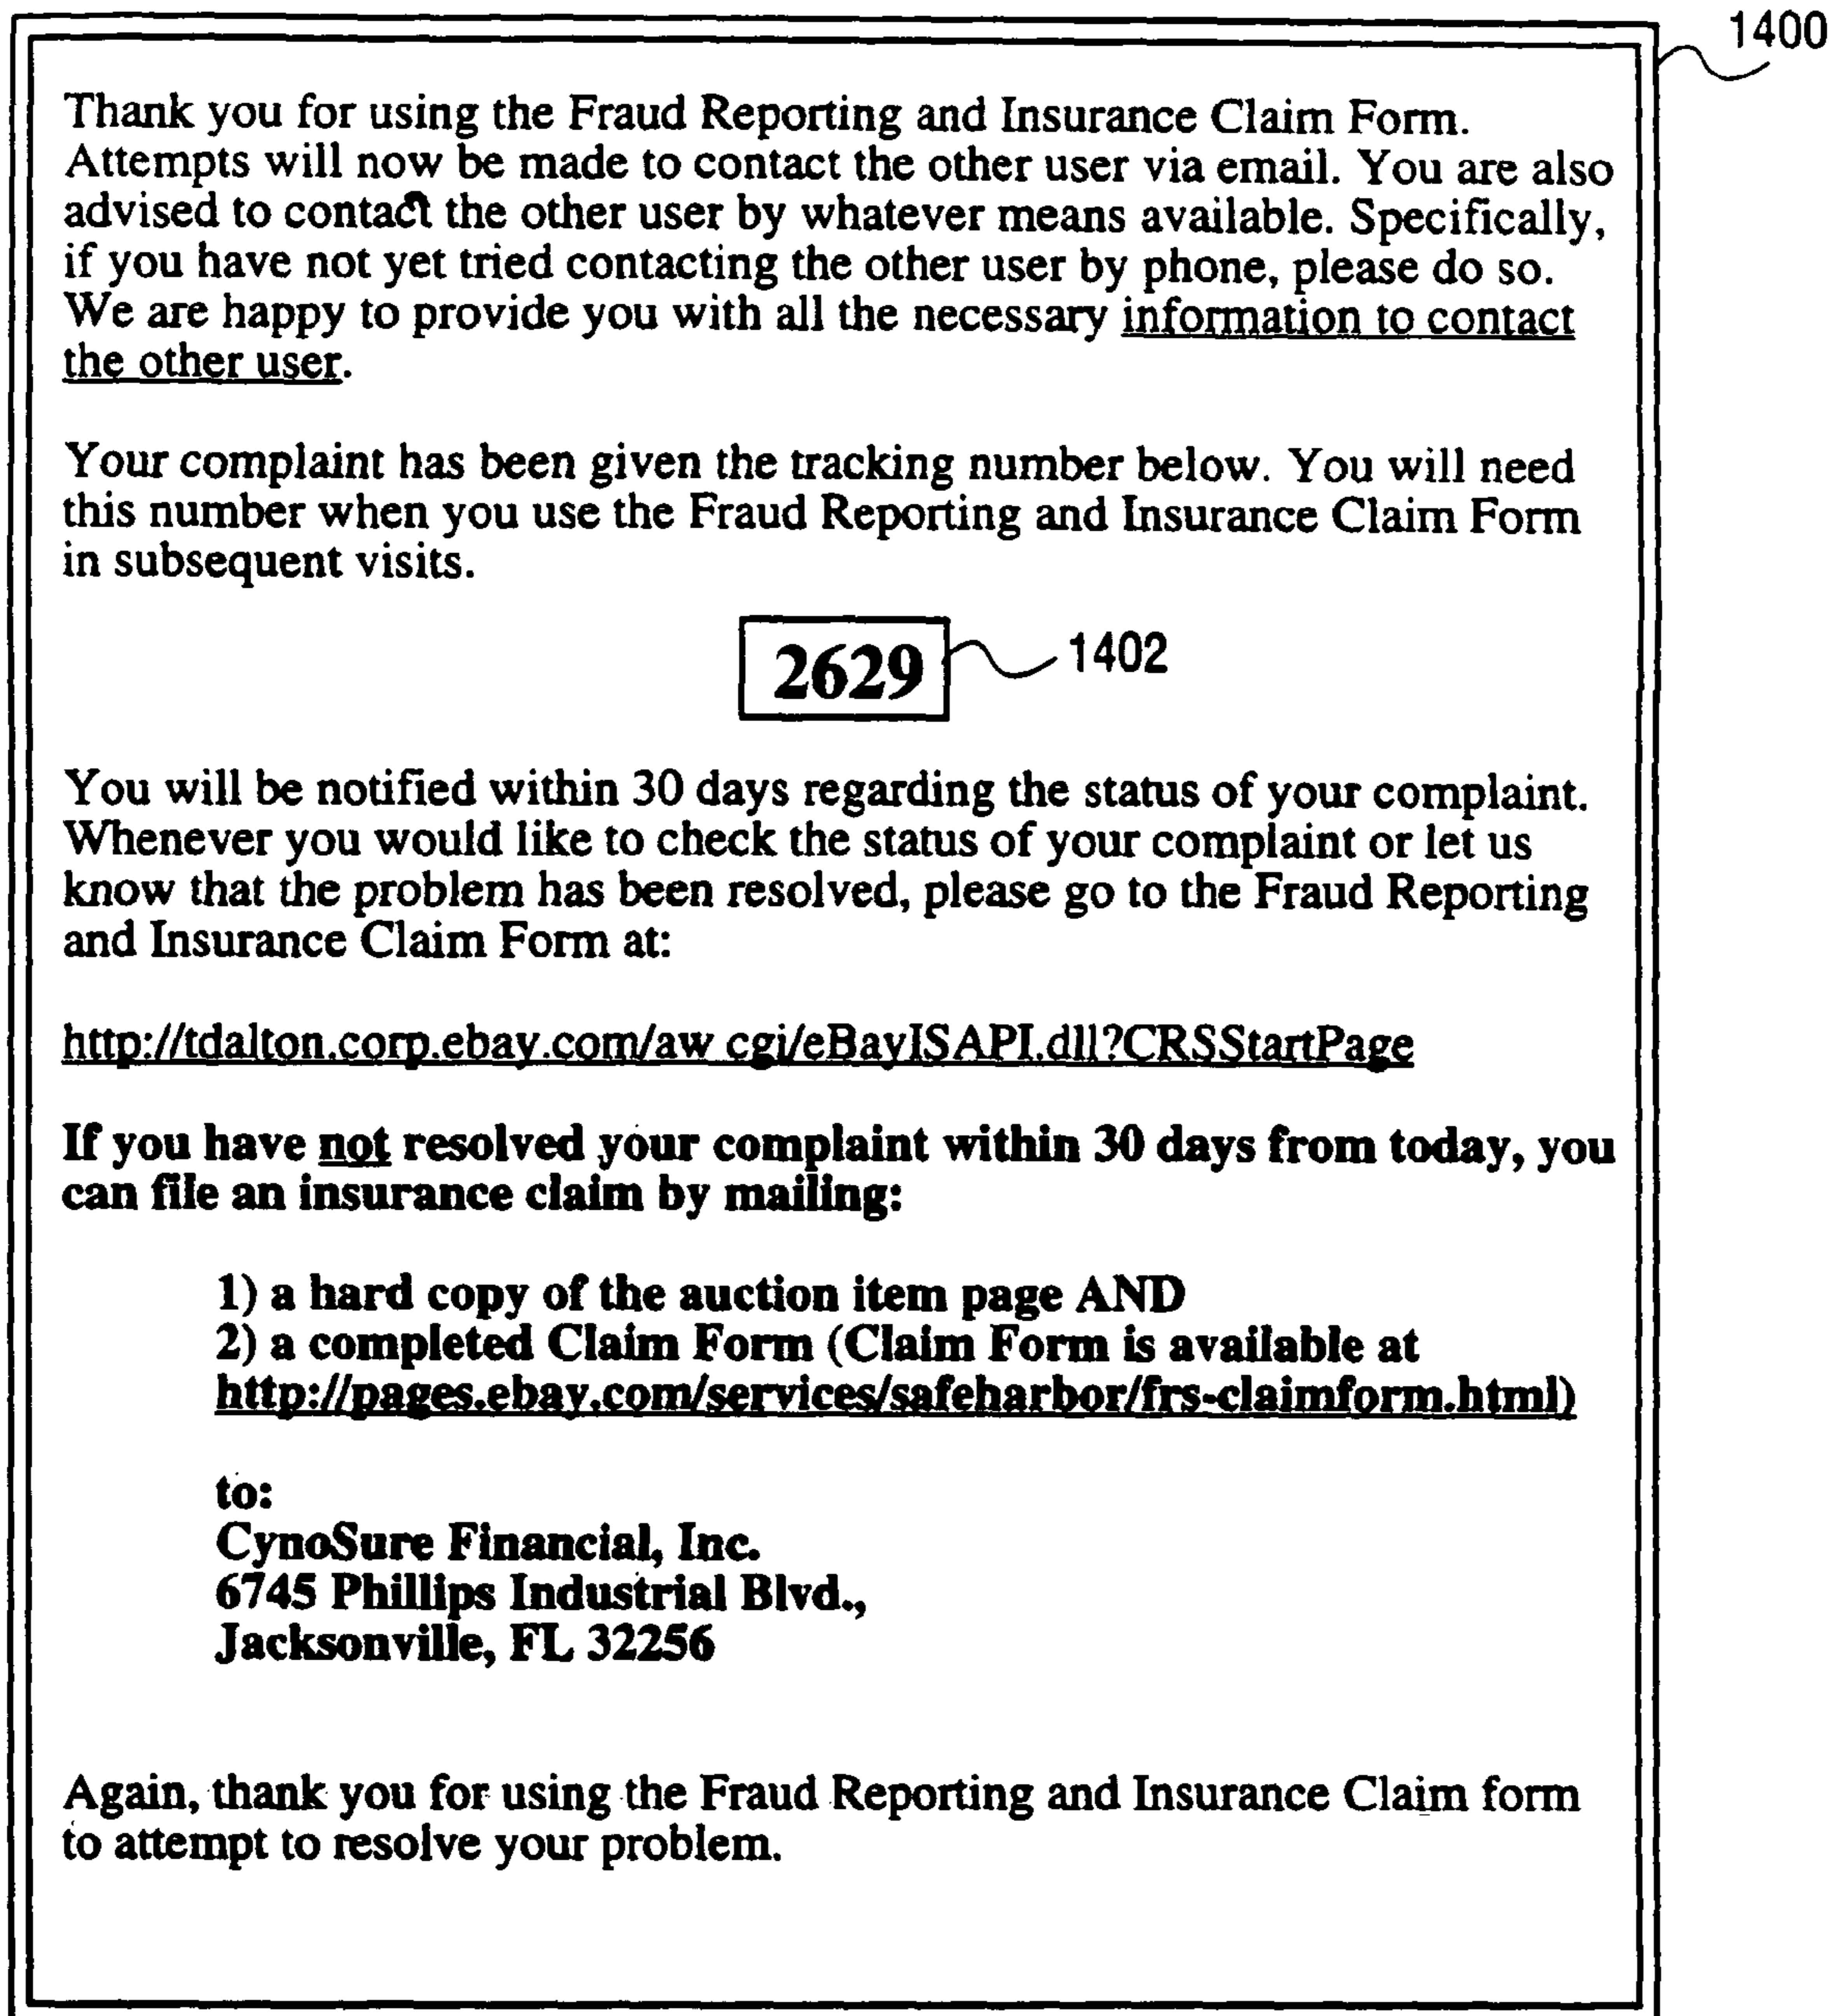 1400
Thank you for using the Fraud Reporting and Insurance Claim Form.
Attempts will now be made to contact the other user via email. You are also
advised to contact the other user by whatever means available. Specifically,
if you have not yet tried contacting the other user by phone, please do so.
We are happy to provide you with all the necessary information to contact
the other user.
Your complaint has been given the tracking number below. You will need
this number when you use the Fraud Reporting and Insurance Claim Form
in subsequent visits.
2629 1402
You will be notified within 30 days regarding the status of your complaint.
Whenever you would like to check the status of your complaint or let us
know that the problem has been resolved, please go to the Fraud Reporting
and Insurance Claim Form at:
http://tdalton.corp.ebay.com/aw cgi/eBayISAPI.dll?CRSStartPage
If you have not resolved your complaint within 30 days from today, you
can file an insurance claim by mailing:
1) a hard copy of the auction item page AND
2) a completed Claim Form (Claim Form is available at
http://pages.ebay.com/services/safeharbor/frs-claimform.html)
to:
CynoSure Financial, Inc.
6745 Phillips Industrial Blvd.,
Jacksonville, FL 32256
Again, thank you for using the Fraud Reporting and Insurance Claim form
to attempt to resolve your problem.